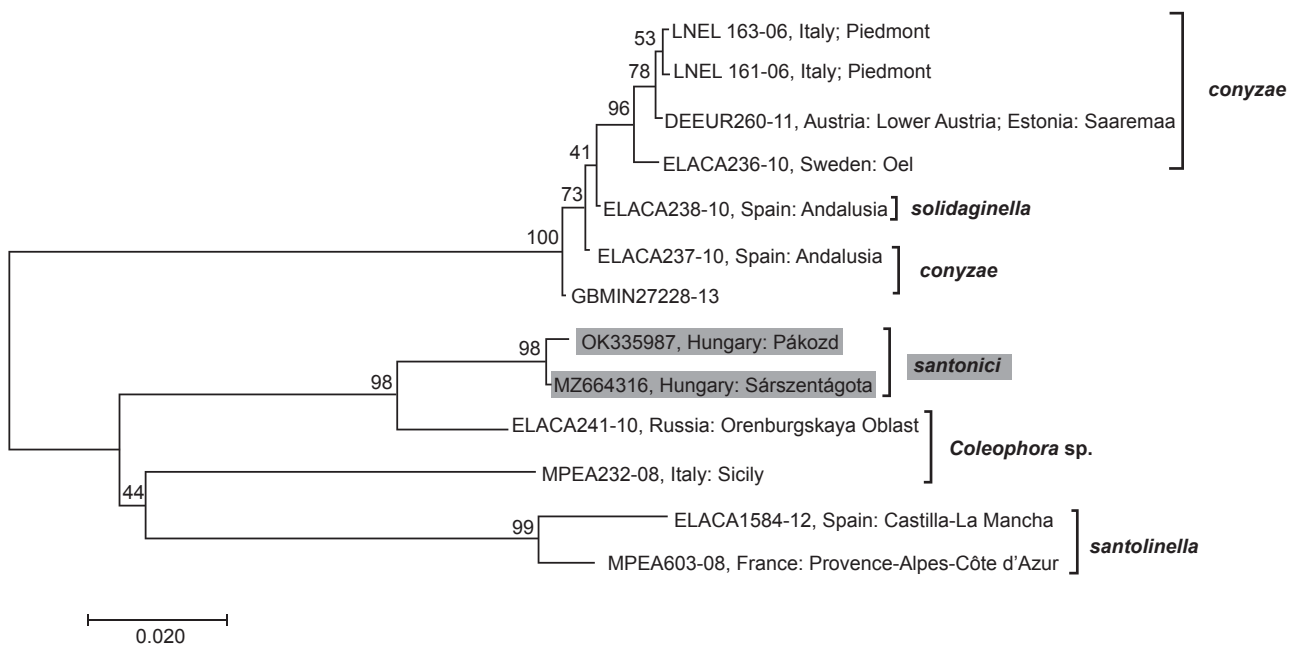 53
LNEL 163-06, Italy; Piedmont
78
LNEL 161-06, Italy; Piedmont
conyzae
96
DEEUR260-11, Austria: Lower Austria; Estonia: Saaremaa
41
ELACA236-10, Sweden: Oel
73
ELACA238-10, Spain: Andalusia
solidaginella
100
ELACA237-10, Spain: Andalusia
conyzae
GBMIN27228-13
98
OK335987, Hungary: Pákozd
santonici
98
MZ664316, Hungary: Sárszentágota
ELACA241-10, Russia: Orenburgskaya Oblast
Coleophora sp.
MPEA232-08, Italy: Sicily
44
99
ELACA1584-12, Spain: Castilla-La Mancha
santolinella
MPEA603-08, France: Provence-Alpes-Côte d'Azur
0.020